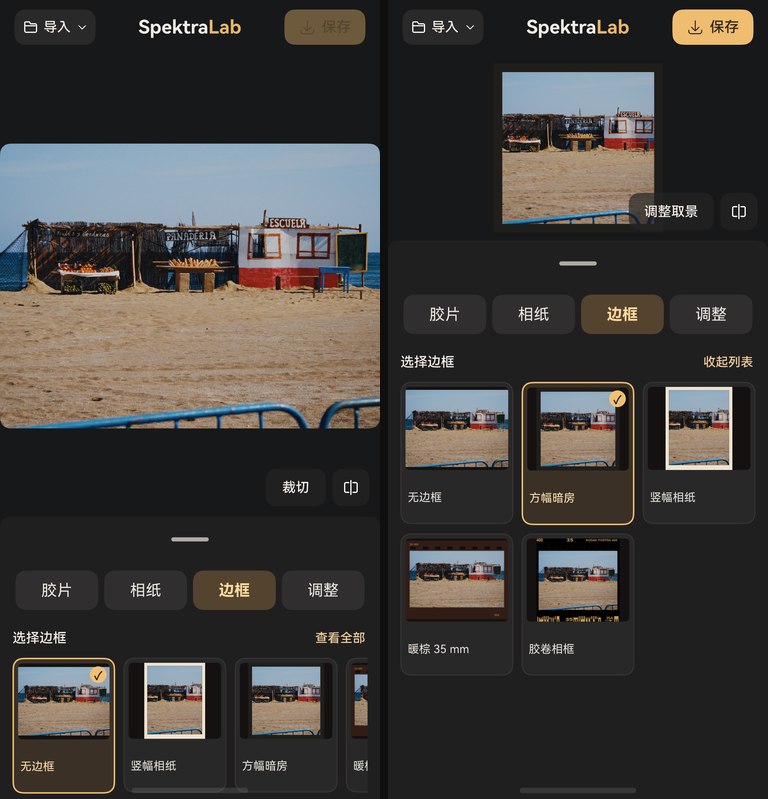 导入
SpektraLab
保存
ESCUELA
PANADERIA
裁切
胶片
相纸
边框
调整
选择边框
查看全部
无边框
竖幅相纸
方幅暗房
导入
SpektraLab
保存
ESCUELA
调整取景
胶片
相纸
边框
调整
选择边框
收起列表
无边框
方幅暗房
竖幅相纸
暖棕 35 mm
胶卷相框